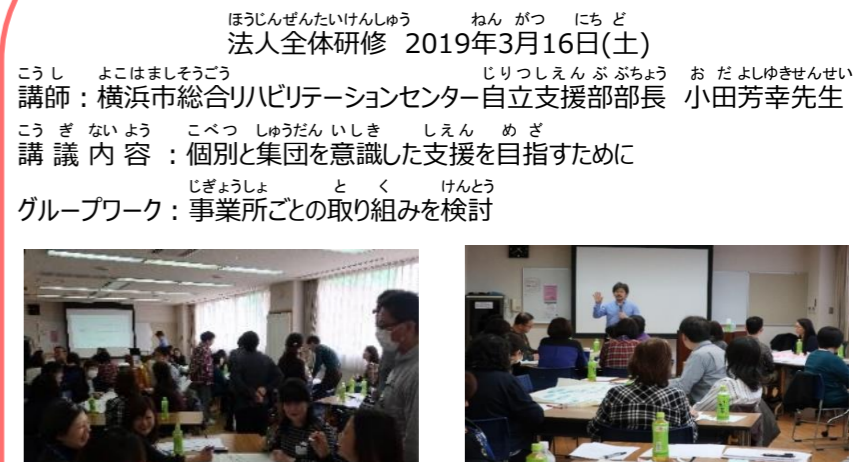 ほうじんぜんたいけんしゅう ねん がつ にち ど
法人全体研修 2019年3月16日(土)
こうし よこはましそうごう じりつしえん ぶ ぶちょう お だ よしゆきせんせい
講師：横浜市総合リハビリテーションセンター自立支援部部長 小田芳幸先生
こう ぎ ない よう こべつ しゅうだん いしき しえん め ざ
講 議 内 容 ：個別と集団を意識した支援を目指すために
じぎょうしょ と く けんとう
グループワーク：事業所ごとの取り組みを検討